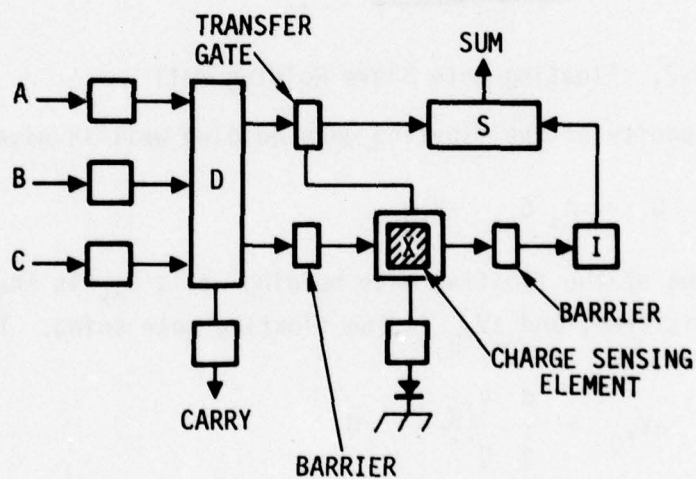 TRANSFER
GATE
SUM
A
B
C
D
S
I
BARRIER
CHARGE SENSING
ELEMENT
CARRY
BARRIER